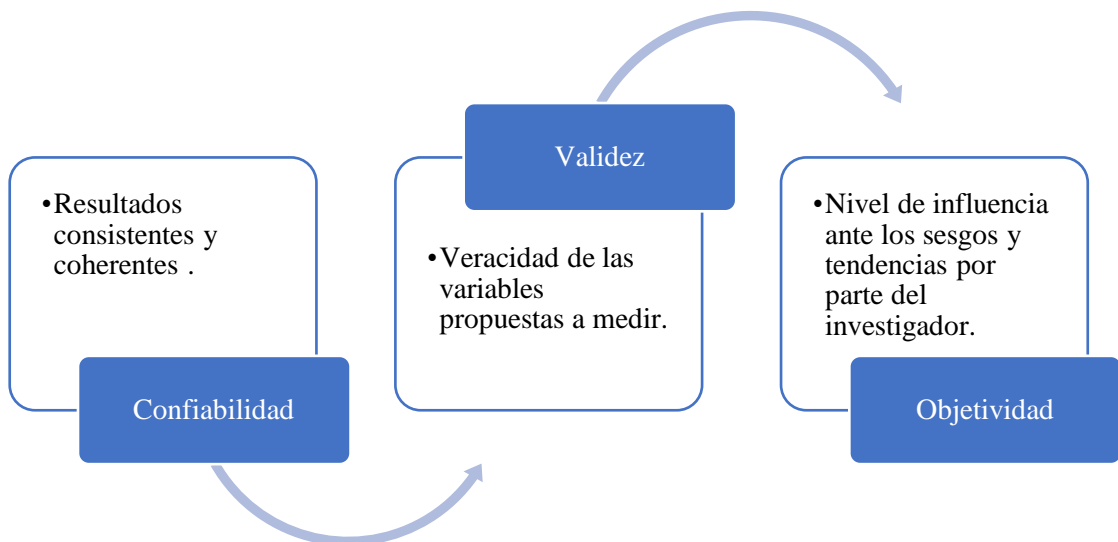 •Resultados
consistentes y
coherentes .
Confiabilidad
Validez
•Veracidad de las
variables
propuestas a medir.
•Nivel de influencia
ante los sesgos y
tendencias por
parte del
investigador.
Objetividad